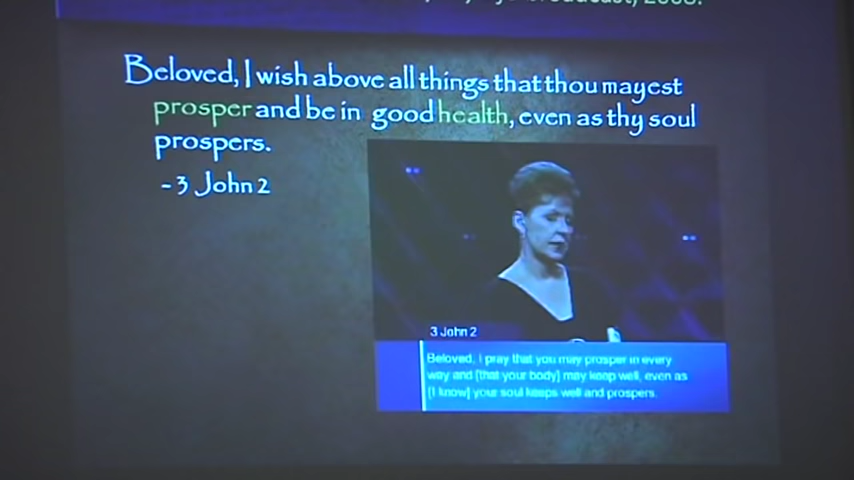 broadcast, 2008.
Beloved, I wish above all things that thou mayest
prosper and be in good health, even as thy soul
prospers.
- 3 John 2
3 John 2
Beloved, I pray that you may prosper in every
way and [that your body] may keep well, even as
[I know] your soul keeps well and prospers.